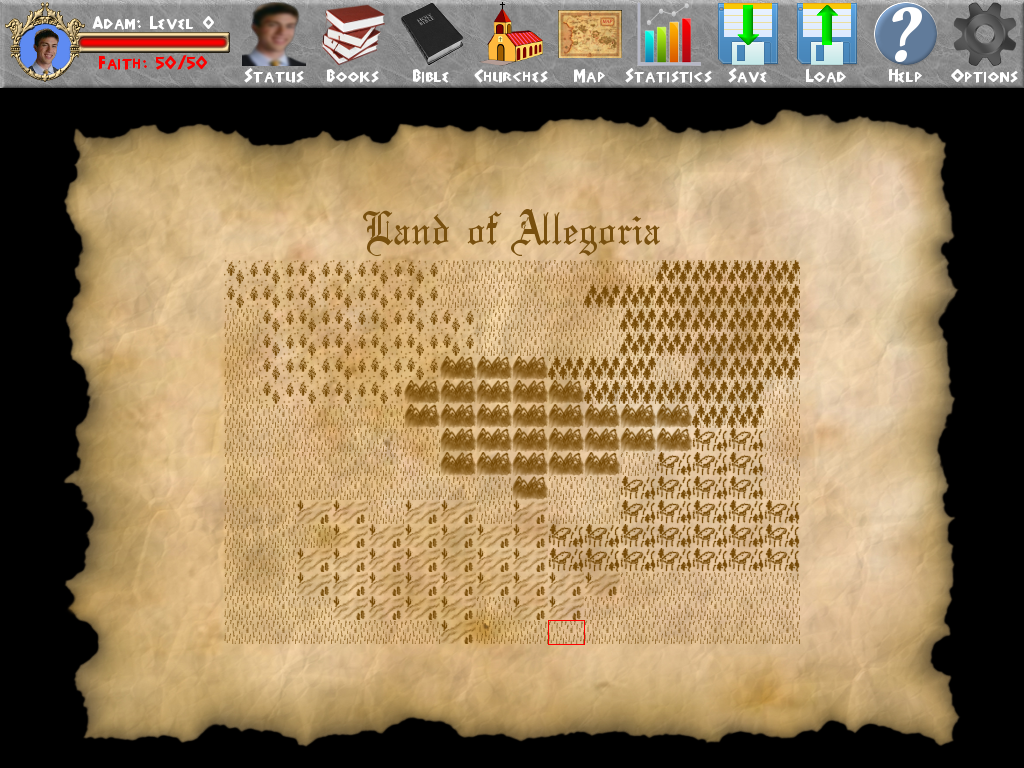 Adam: Level 0
Faith: 50/50
Status Books Bible Churches Map Statistics Save Load Help Options
Land of Allegoria